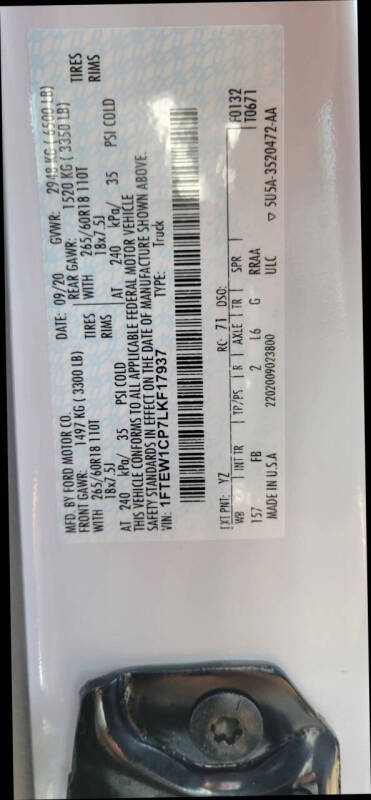 MFD. BY FORD MOTOR CO. DATE: 09/20 GVWR: 2948 KG (6500 LB)
FRONT GAWR: 1497 KG (3300 LB) REAR GAWR: 1520 KG (3350 LB)
WITH 265/60R18 110T TIRES WITH 265/60R18 110T TIRES
18x7.5J RIMS 18x7.5J RIMS
AT 240 kPa/ 35 PSI COLD AT 240 kPa/ 35 PSI COLD
THIS VEHICLE CONFORMS TO ALL APPLICABLE FEDERAL MOTOR VEHICLE
SAFETY STANDARDS IN EFFECT ON THE DATE OF MANUFACTURE SHOWN ABOVE.
VIN: 1FTEW1CP7LKF17937 TYPE: Truck
F0132
T0671
EXT PNT: YZ RC: 71 DSO:
WB INT TR TP/PS R AXLE TR SPR
157 FB 2 L6 G RRAA
MADE IN U.S.A 2202009023800 ULC ▽ 5U5A-3520472-AA